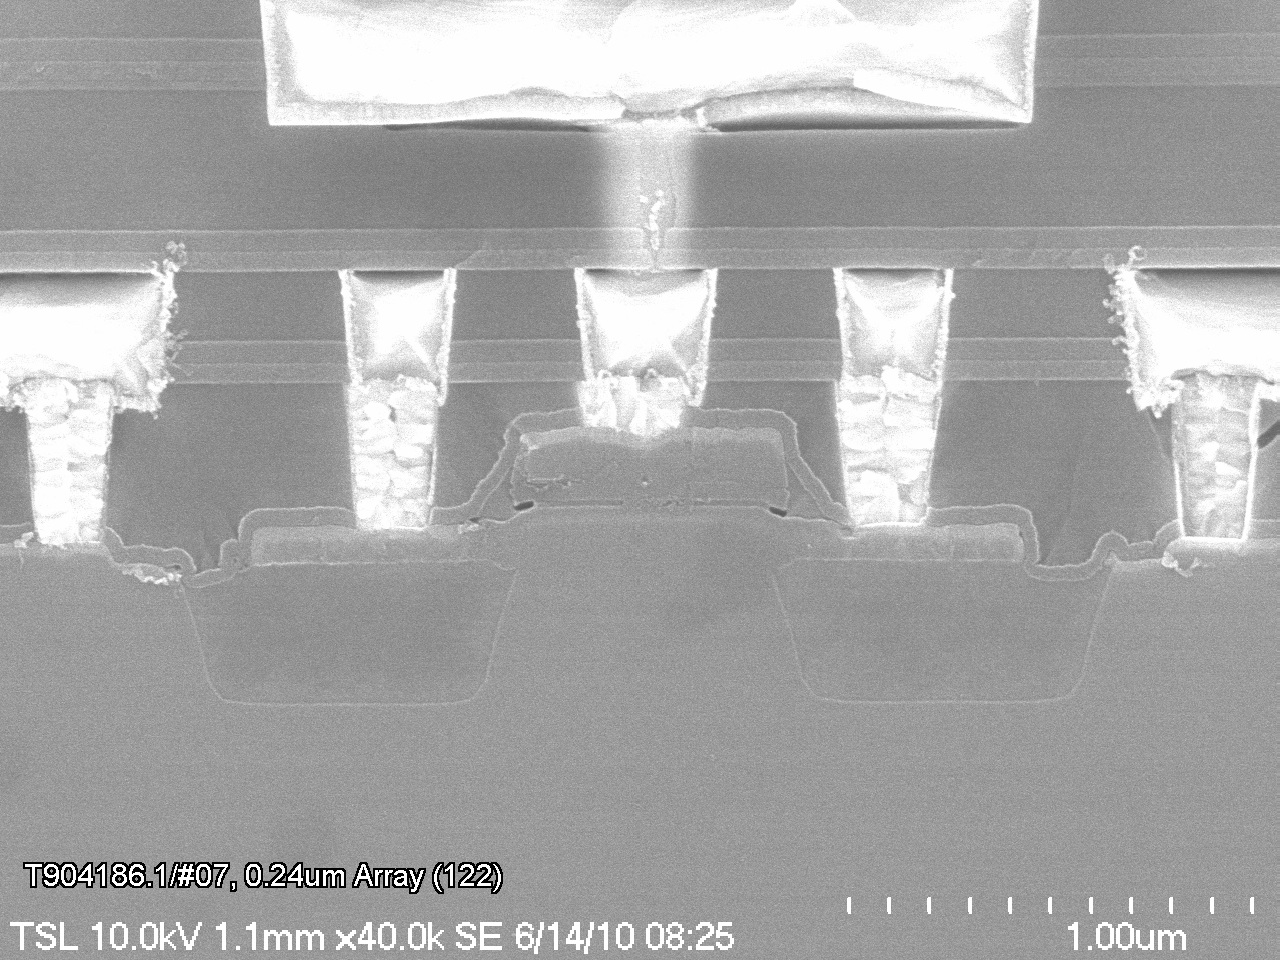 T904186.1/#07, 0.24um Array (122)
TSL 10.0kV 1.1mm x40.0k SE 6/14/10 08:25
1.00um